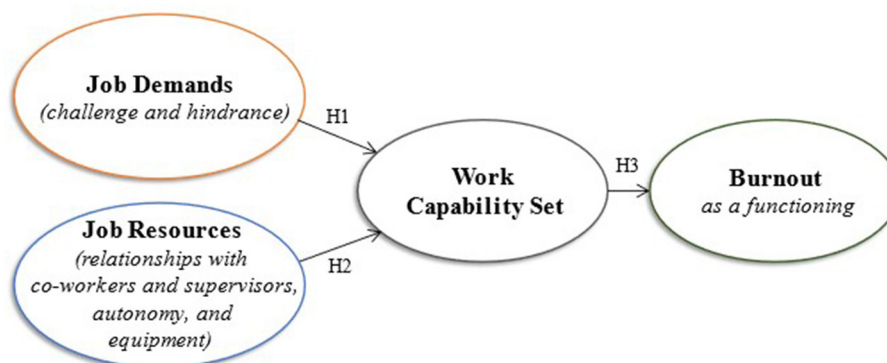 Job Demands
(challenge and hindrance)
H1
Work
Capability Set
H3
Burnout
as a functioning
Job Resources
(relationships with
co-workers and supervisors,
autonomy, and
equipment)
H2